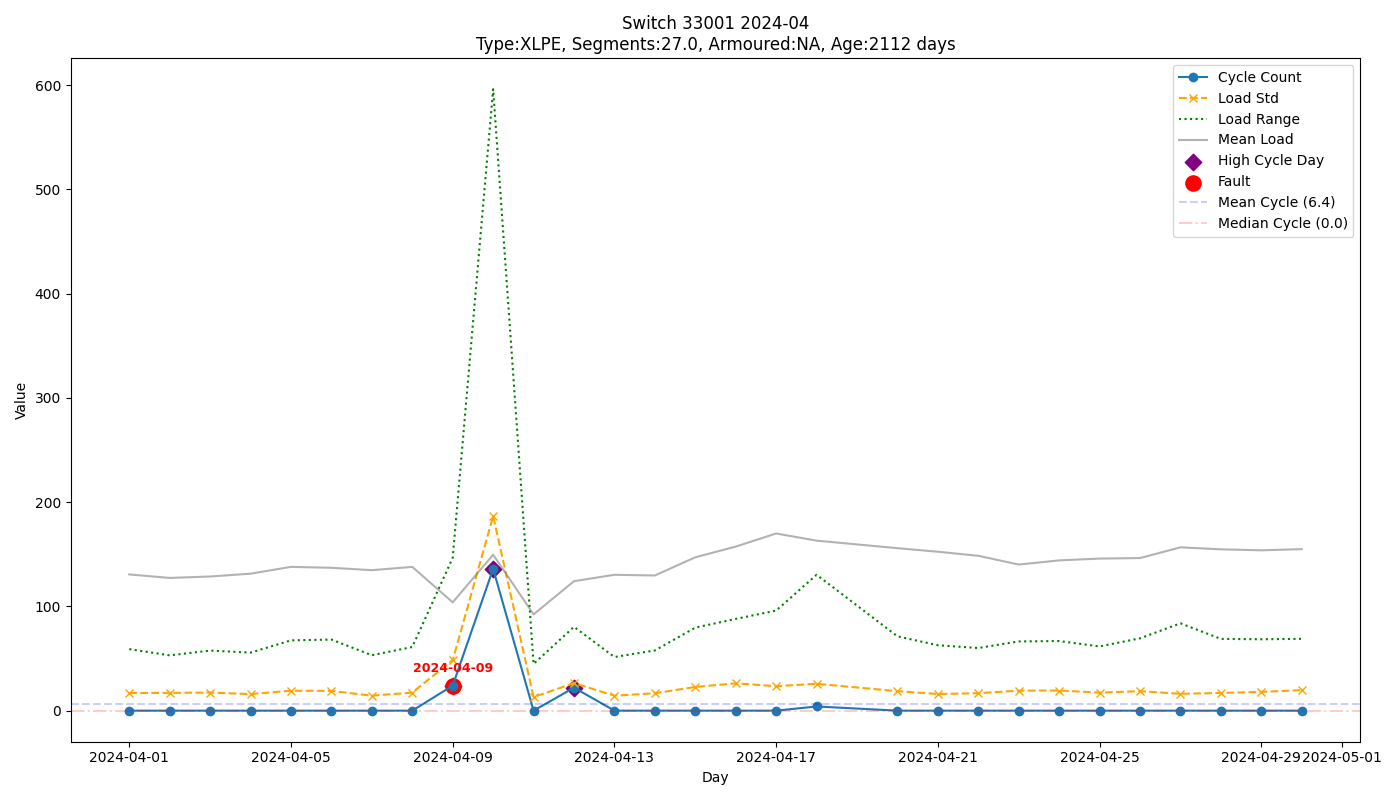 Switch 33001 2024-04
Type:XLPE, Segments:27.0, Armoured:NA, Age:2112 days
Cycle Count
Load Std
Load Range
Mean Load
High Cycle Day
Fault
Mean Cycle (6.4)
Median Cycle (0.0)
600
500
400
300
200
100
0
Value
2024-04-09
2024-04-01 2024-04-05 2024-04-09 2024-04-13 2024-04-17 2024-04-21 2024-04-25 2024-04-29 2024-05-01
Day